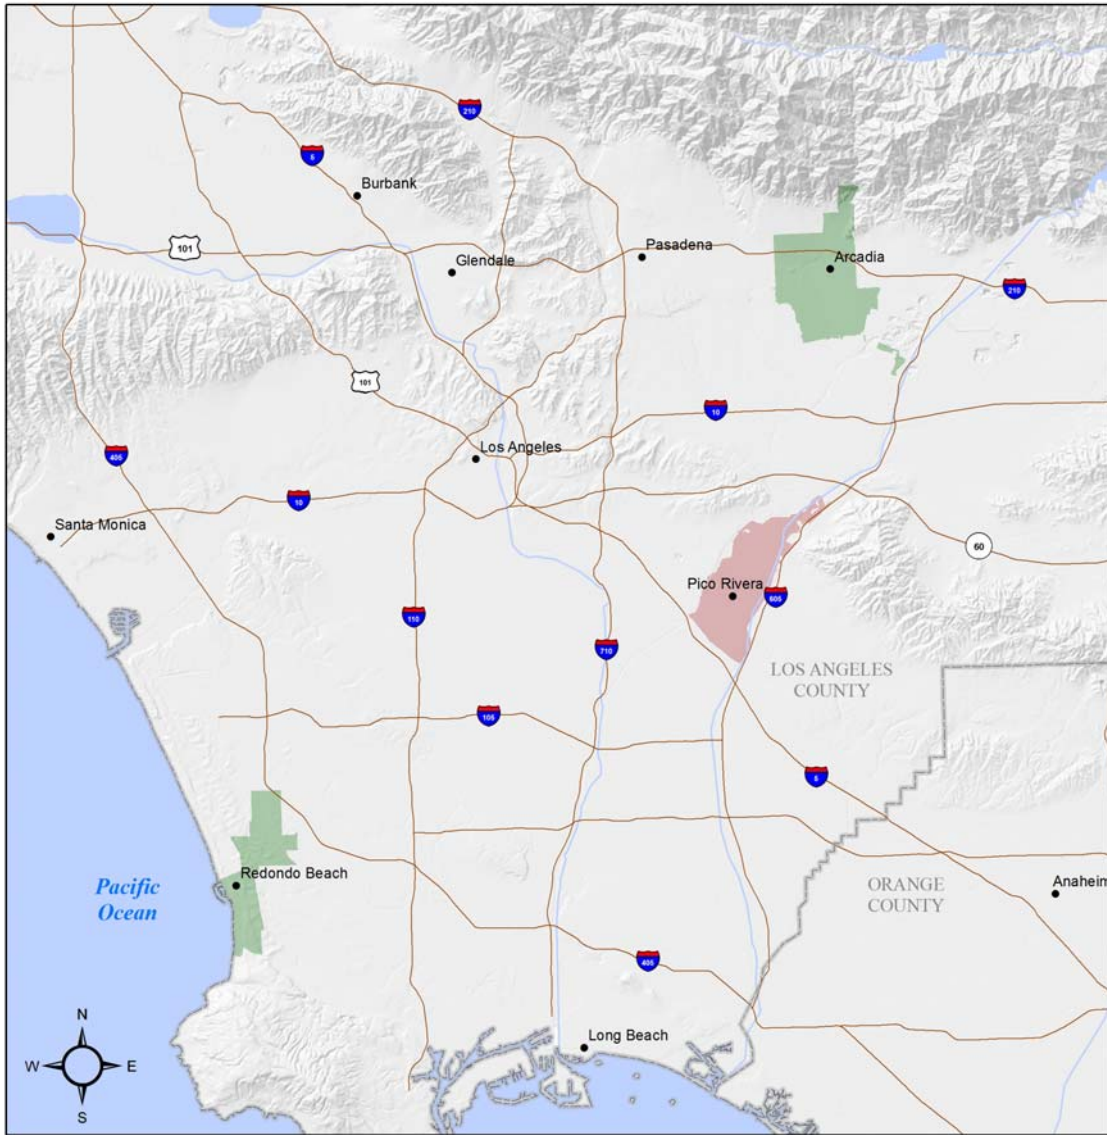 210
5
Burbank
101
Glendale
Pasadena
Arcadia
210
101
10
405
Los Angeles
10
Santa Monica
60
Pico Rivera
605
110
710
LOS ANGELES
COUNTY
105
5
Redondo Beach
Pacific
Ocean
ORANGE
COUNTY
Anaheim
405
N
W
E
S
Long Beach